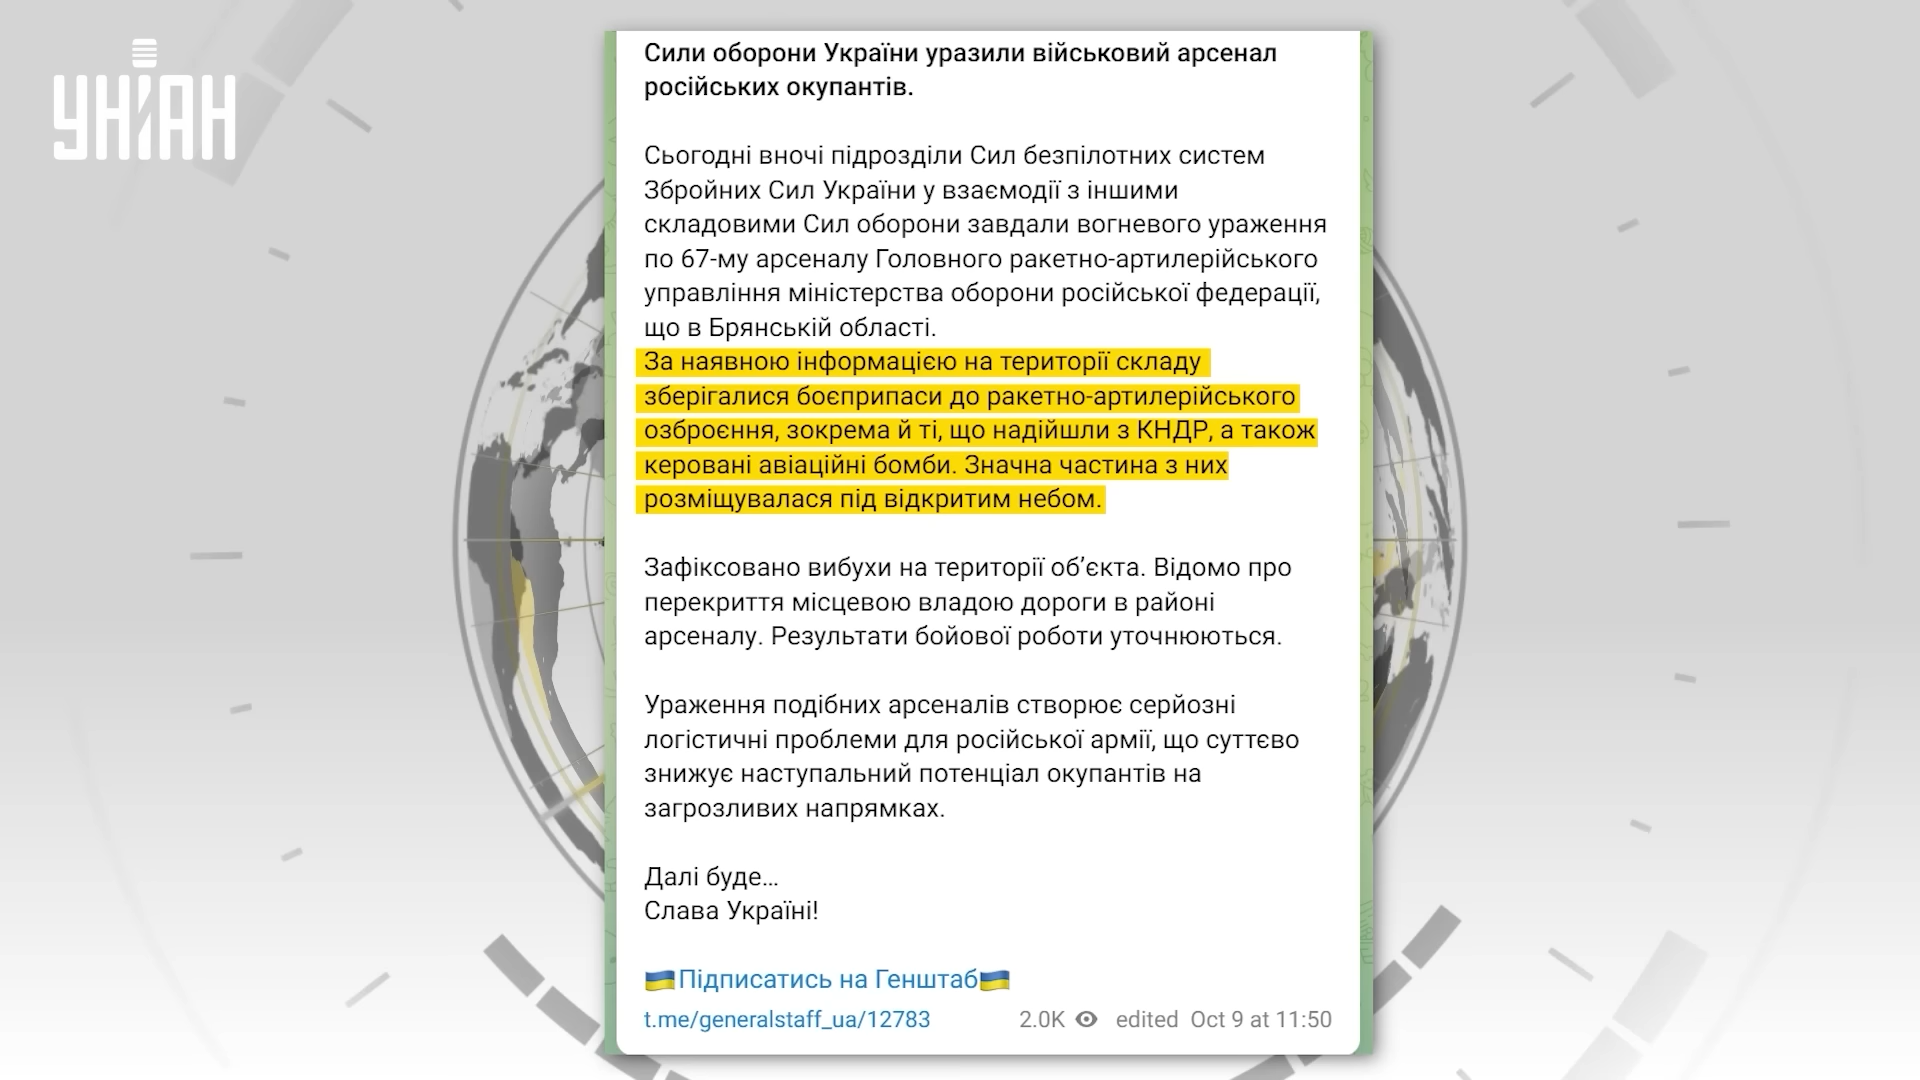 УНІАН
Сили оборони України уразили військовий арсенал
російських окупантів.
Сьогодні вночі підрозділи Сил безпілотних систем
Збройних Сил України у взаємодії з іншими
складовими Сил оборони завдали вогневого ураження
по 67-му арсеналу Головного ракетно-артилерійського
управління міністерства оборони російської федерації,
що в Брянській області.
За наявною інформацією на території складу
зберігалися боєприпаси до ракетно-артилерійського
озброєння, зокрема й ті, що надійшли з КНДР, а також
керовані авіаційні бомби. Значна частина з них
розміщувалася під відкритим небом.
Зафіксовано вибухи на території об’єкта. Відомо про
перекриття місцевою владою дороги в районі
арсеналу. Результати бойової роботи уточнюються.
Ураження подібних арсеналів створює серйозні
логістичні проблеми для російської армії, що суттєво
знижує наступальний потенціал окупантів на
загрозливих напрямках.
Далі буде…
Слава Україні!
🇺🇦Підписатись на Генштаб🇺🇦
t.me/generalstaff_ua/12783 2.0K edited Oct 9 at 11:50